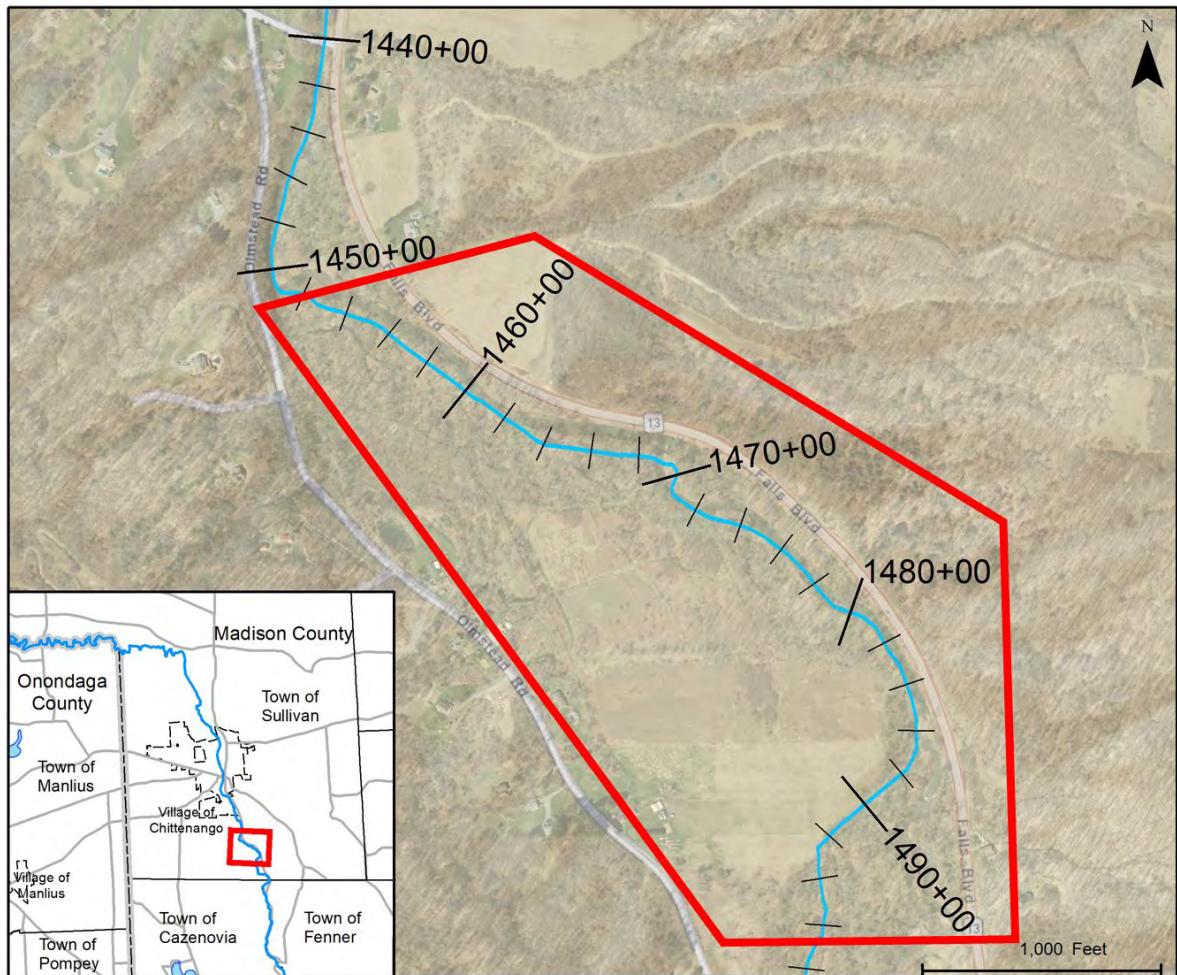 N
1440+00
Olmstead Rd
1450+00
Falls Blvd
1460+00
13
1470+00
Falls Blvd
1480+00
Olmstead Rd
1490+00
Falls Blvd
13
1,000 Feet
Madison County
Onondaga
County
Town of
Sullivan
Town of
Manlius
Village of
Chittenango
Village of
Manlius
Town of
Cazenovia
Town of
Fenner
Town of
Pompey